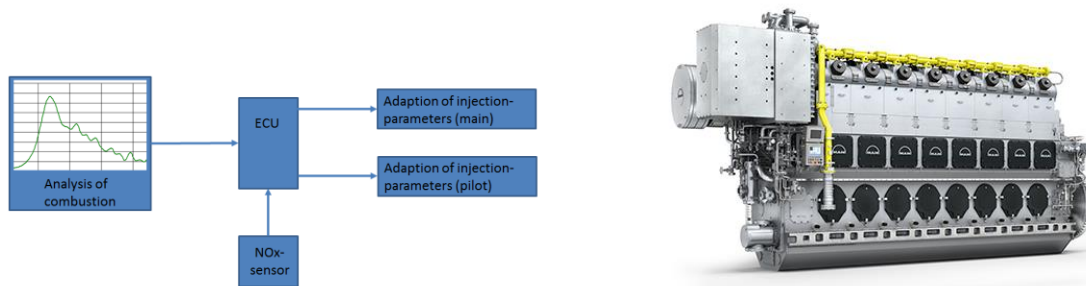 Analysis of
combustion
ECU
NOx-
sensor
Adaption of injection-
parameters (main)
Adaption of injection-
parameters (pilot)